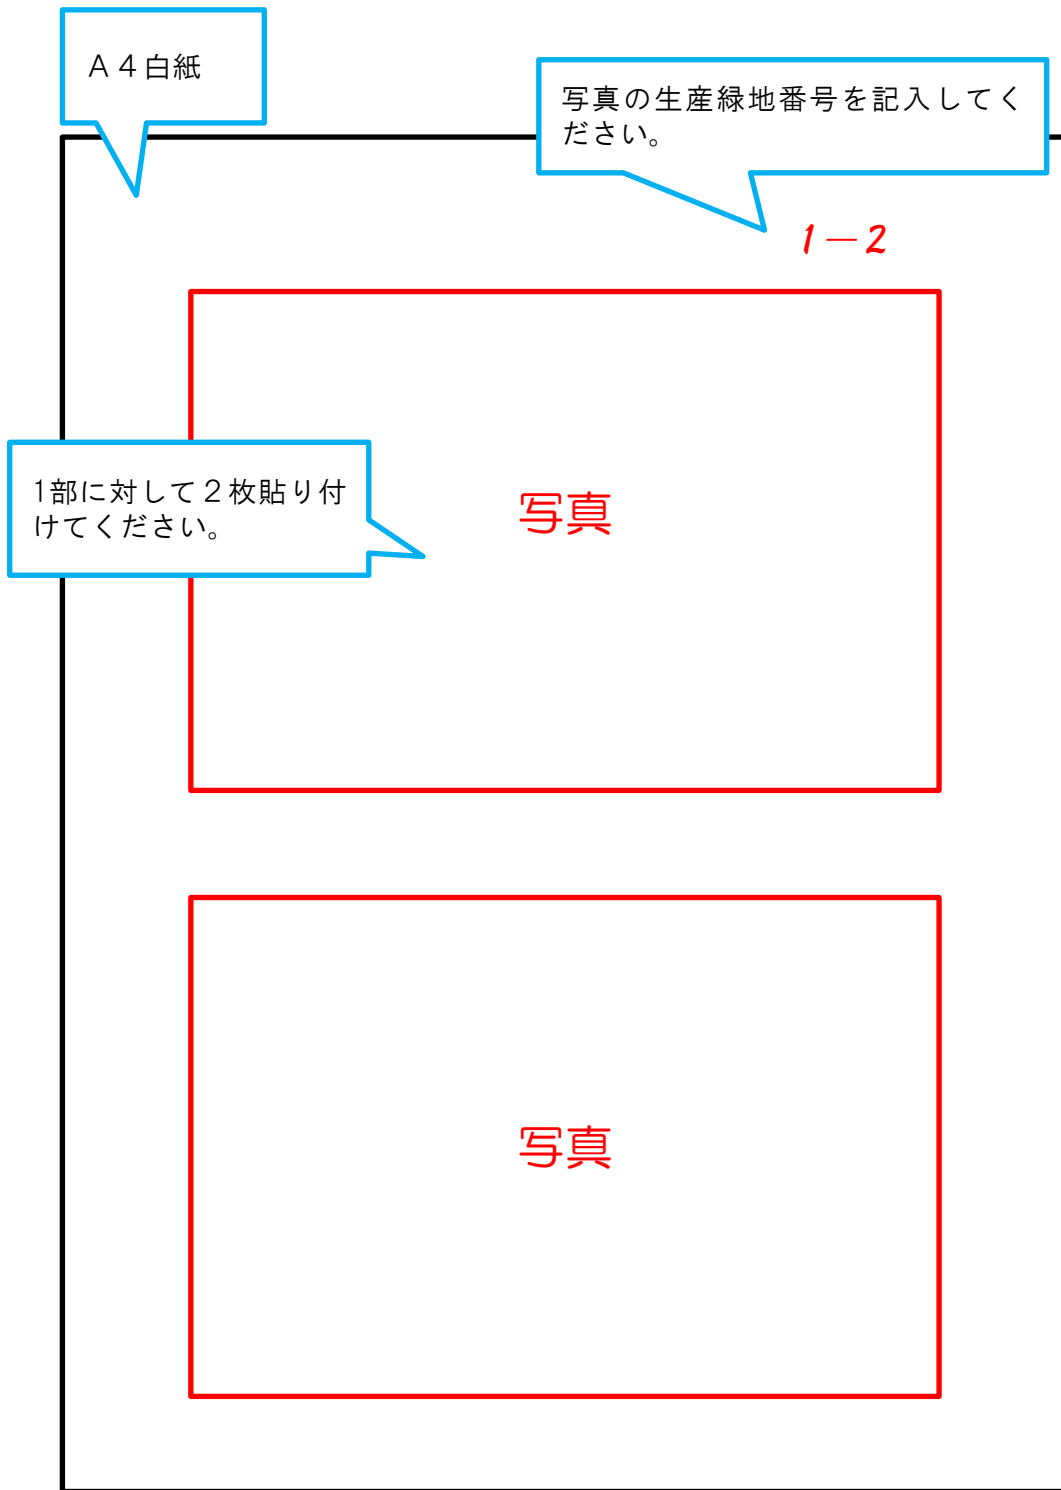 Ａ４白紙
写真の生産緑地番号を記入してく
ださい。
1－2
1部に対して２枚貼り付
けてください。
写真
写真